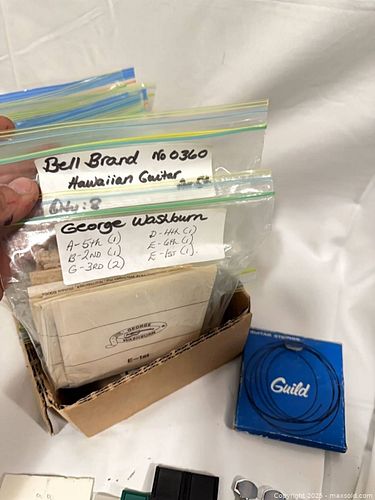 Bell Brand No 0360
Hawaiian Guitar
Qty: 8
George Washburn
A-5th (1) D-4th (1)
B-2nd (1) E-6th (1)
G-3rd (2) E-1st (1)
GEORGE
WASHBURN
E-1st
GUITAR STRINGS
Guild
Copyright 2025 - maxsold.com